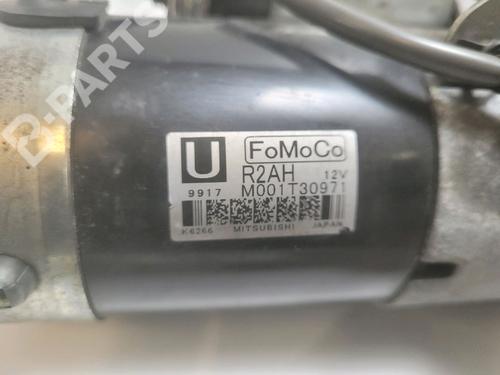 B-PARTS
U FoMoCo
R2AH 12V
9917 M001T30971
K6266 MITSUBISHI JAPAN